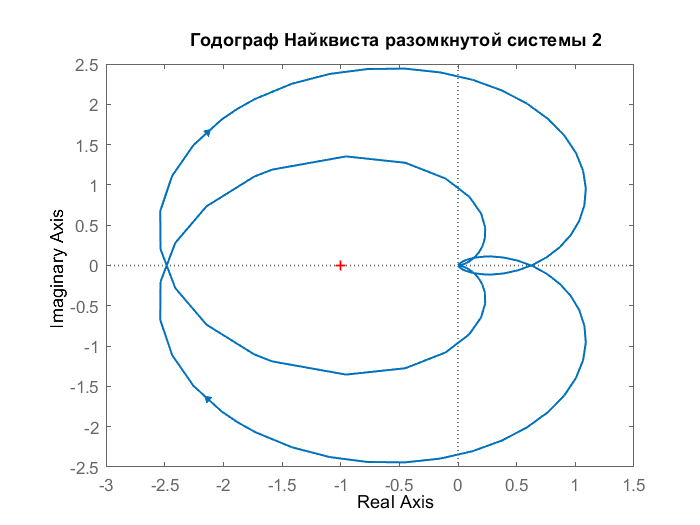 Годограф Найквиста разомкнутой системы 2
2.5
2
1.5
1
0.5
0
-0.5
-1
-1.5
-2
-2.5
Imaginary Axis
-3 -2.5 -2 -1.5 -1 -0.5 0 0.5 1 1.5
Real Axis